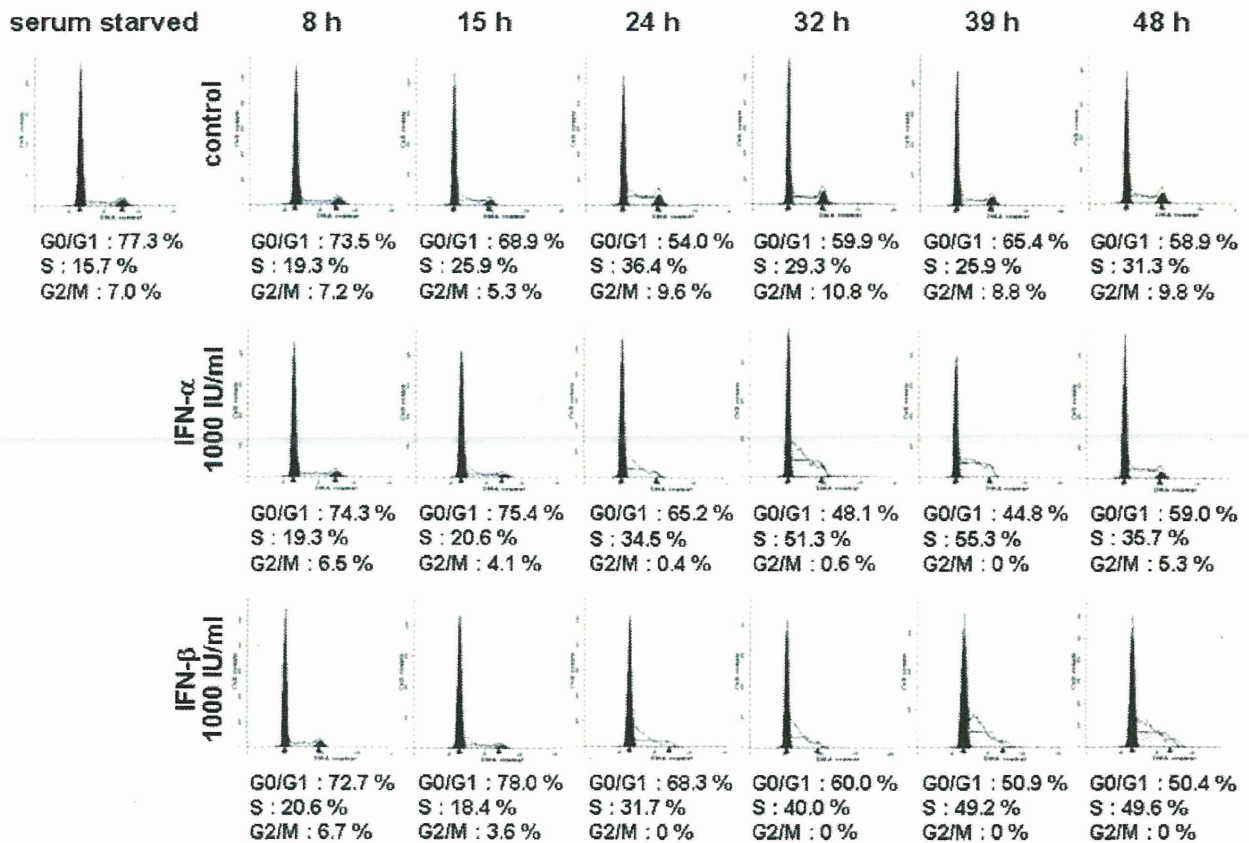 serum starved 8 h 15 h 24 h 32 h 39 h 48 h
control
G0/G1 : 77.3 % G0/G1 : 73.5 % G0/G1 : 68.9 % G0/G1 : 54.0 % G0/G1 : 59.9 % G0/G1 : 65.4 % G0/G1 : 58.9 %
S : 15.7 % S : 19.3 % S : 25.9 % S : 36.4 % S : 29.3 % S : 25.9 % S : 31.3 %
G2/M : 7.0 % G2/M : 7.2 % G2/M : 5.3 % G2/M : 9.6 % G2/M : 10.8 % G2/M : 8.8 % G2/M : 9.8 %
IFN-α
1000 IU/ml
G0/G1 : 74.3 % G0/G1 : 75.4 % G0/G1 : 65.2 % G0/G1 : 48.1 % G0/G1 : 44.8 % G0/G1 : 59.0 %
S : 19.3 % S : 20.6 % S : 34.5 % S : 51.3 % S : 55.3 % S : 35.7 %
G2/M : 6.5 % G2/M : 4.1 % G2/M : 0.4 % G2/M : 0.6 % G2/M : 0 % G2/M : 5.3 %
IFN-β
1000 IU/ml
G0/G1 : 72.7 % G0/G1 : 78.0 % G0/G1 : 68.3 % G0/G1 : 60.0 % G0/G1 : 50.9 % G0/G1 : 50.4 %
S : 20.6 % S : 18.4 % S : 31.7 % S : 40.0 % S : 49.2 % S : 49.6 %
G2/M : 6.7 % G2/M : 3.6 % G2/M : 0 % G2/M : 0 % G2/M : 0 % G2/M : 0 %